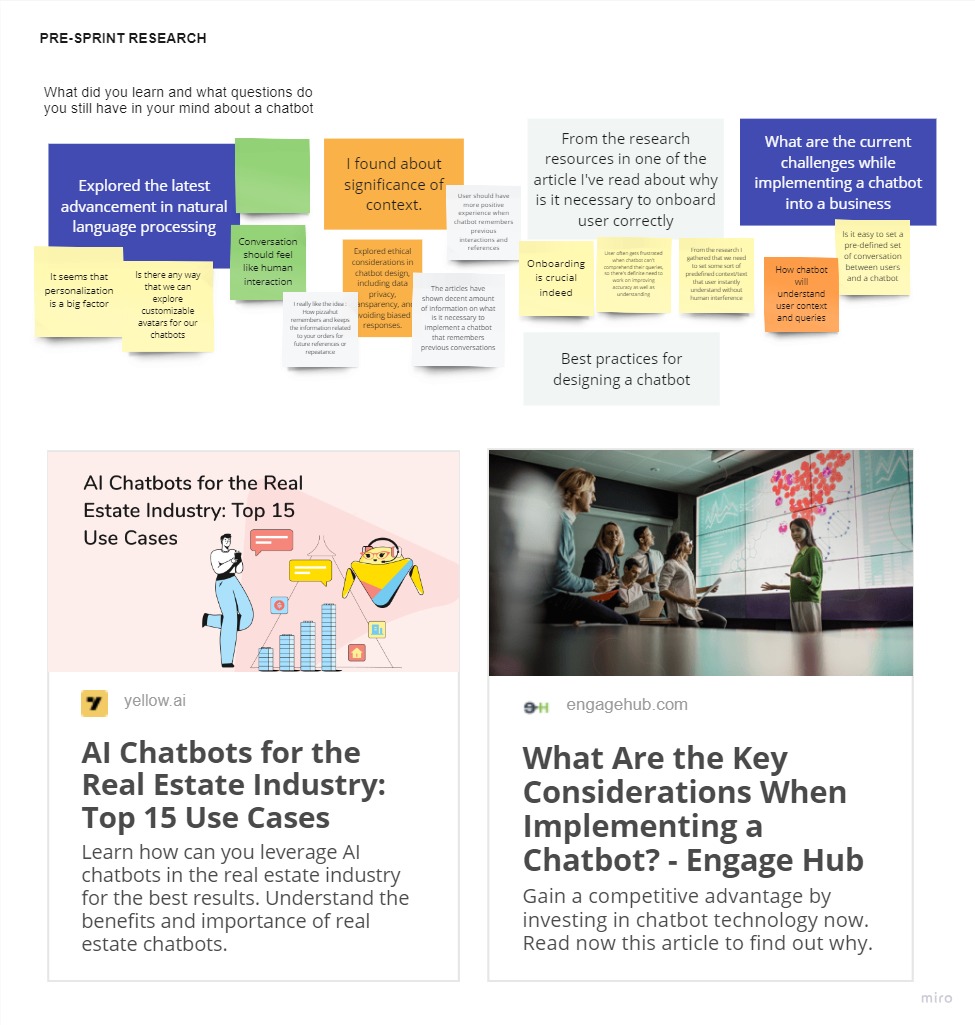 PRE-SPRINT RESEARCH
What did you learn and what questions do
you still have in your mind about a chatbot
Explored the latest
advancement in natural
language processing
It seems that
personalization
is a big factor
Is there any way
that we can
explore
customizable
avatars for our
chatbots
Conversation
should feel
like human
interaction
I found about
significance of
context.
User should have
more positive
experience when
chatbot remembers
previous
interactions and
references
Explored ethical
considerations in
chatbot design,
including data
privacy,
ansparency, an
voiding biased
responses.
I really like the idea :
How pizzahut
remembers and keeps
the information related
to your orders for
future references or
repeatance
The articles have
shown decent amount
of information on what
is it necessary to
implement a chatbot
that remembers
previous conversations
From the research
resources in one of the
article I've read about why
is it necessary to onboard
user correctly
Onboarding
is crucial
indeed
User often gets frustrated
when chatbot can't
comprehend their queries,
so there's define need to
work on improving
accuracy as well as
understanding
From the research I
gathered that we need
to set some sort of
predefined context/text
that user instantly
understand without
human interference
Best practices for
designing a chatbot
What are the current
challenges while
implementing a chatbot
into a business
Is it easy to set a
pre-defined set
of conversation
between users
and a chatbot
How chatbot
will
understand
user context
and queries
AI Chatbots for the Real
Estate Industry: Top 15
Use Cases
yellow.ai
AI Chatbots for the
Real Estate Industry:
Top 15 Use Cases
Learn how can you leverage AI
chatbots in the real estate industry
for the best results. Understand the
benefits and importance of real
estate chatbots.
engagehub.com
What Are the Key
Considerations When
Implementing a
Chatbot? - Engage Hub
Gain a competitive advantage by
investing in chatbot technology now.
Read now this article to find out why.
miro